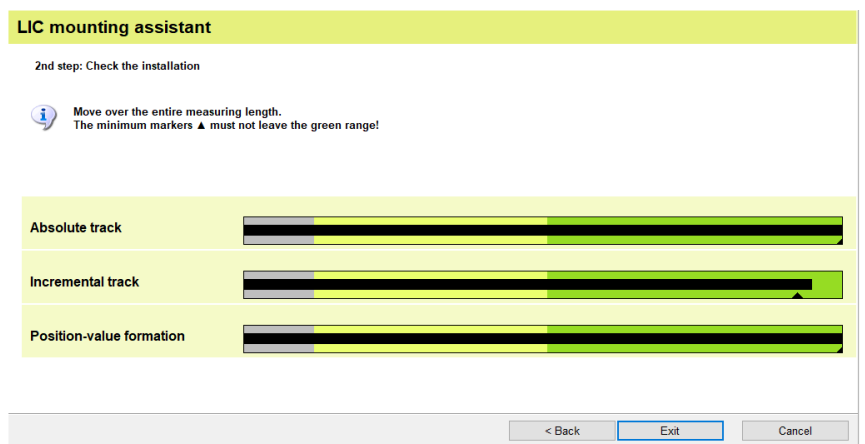 LIC mounting assistant
2nd step: Check the installation
Move over the entire measuring length.
The minimum markers ▲ must not leave the green range!
Absolute track
Incremental track
Position-value formation
< Back
Exit
Cancel